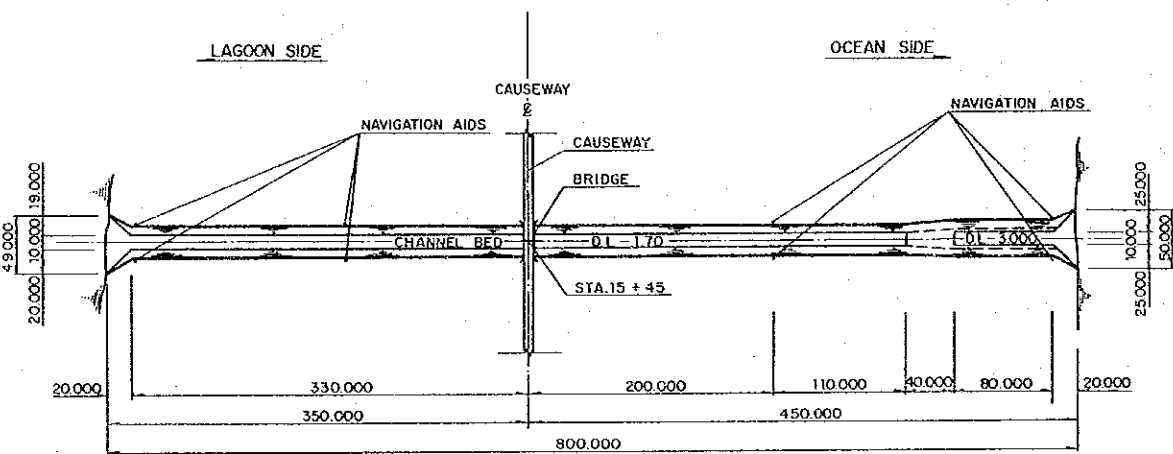 LAGOON SIDE
OCEAN SIDE
CAUSEWAY
℄
NAVIGATION AIDS
NAVIGATION AIDS
CAUSEWAY
BRIDGE
19.000
10.000
20.000
49.000
CHANNEL BED
D.L-1.70
D.L-3.000
25.000
10.000
25.000
50.000
STA.15 + 45
20.000
330.000
200.000
110.000
40.000
80.000
20.000
350.000
450.000
800.000